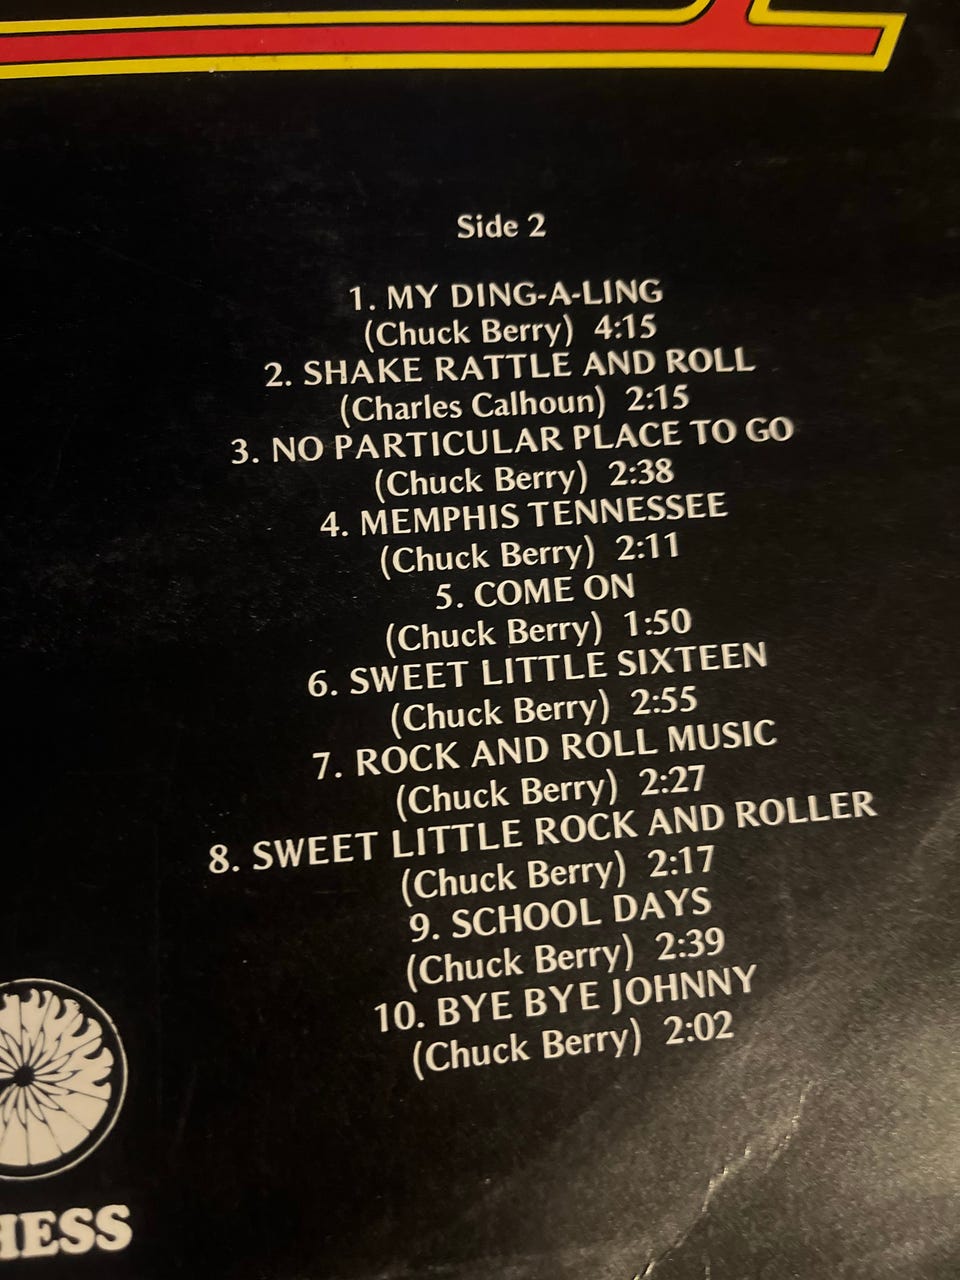 Side 2
1. MY DING-A-LING
(Chuck Berry) 4:15
2. SHAKE RATTLE AND ROLL
(Charles Calhoun) 2:15
3. NO PARTICULAR PLACE TO GO
(Chuck Berry) 2:38
4. MEMPHIS TENNESSEE
(Chuck Berry) 2:11
5. COME ON
(Chuck Berry) 1:50
6. SWEET LITTLE SIXTEEN
(Chuck Berry) 2:55
7. ROCK AND ROLL MUSIC
(Chuck Berry) 2:27
8. SWEET LITTLE ROCK AND ROLLER
(Chuck Berry) 2:17
9. SCHOOL DAYS
(Chuck Berry) 2:39
10. BYE BYE JOHNNY
(Chuck Berry) 2:02
HESS